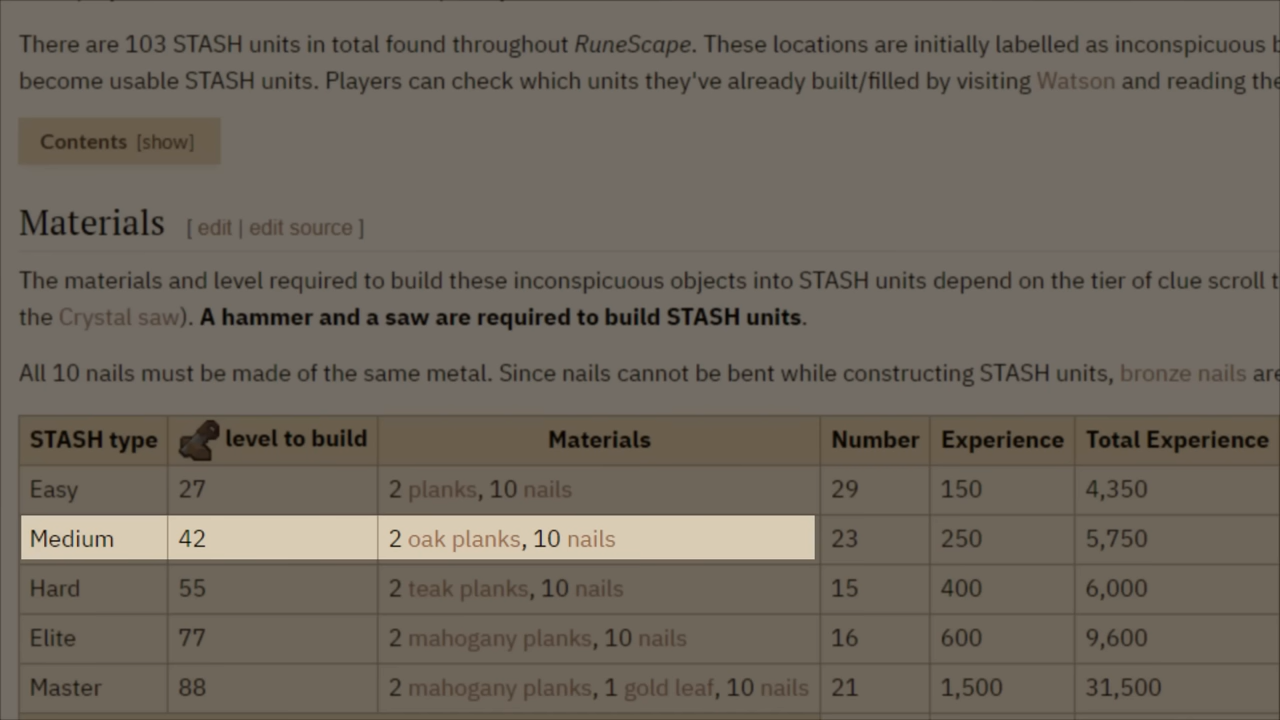 There are 103 STASH units in total found throughout RuneScape. These locations are initially labelled as inconspicuous
become usable STASH units. Players can check which units they've already built/filled by visiting Watson and reading the
Contents [show]
Materials [ edit | edit source ]
The materials and level required to build these inconspicuous objects into STASH units depend on the tier of clue scroll
the Crystal saw). A hammer and a saw are required to build STASH units.
All 10 nails must be made of the same metal. Since nails cannot be bent while constructing STASH units, bronze nails are
STASH type level to build Materials Number Experience Total Experience
Easy 27 2 planks, 10 nails 29 150 4,350
Medium 42 2 oak planks, 10 nails 23 250 5,750
Hard 55 2 teak planks, 10 nails 15 400 6,000
Elite 77 2 mahogany planks, 10 nails 16 600 9,600
Master 88 2 mahogany planks, 1 gold leaf, 10 nails 21 1,500 31,500